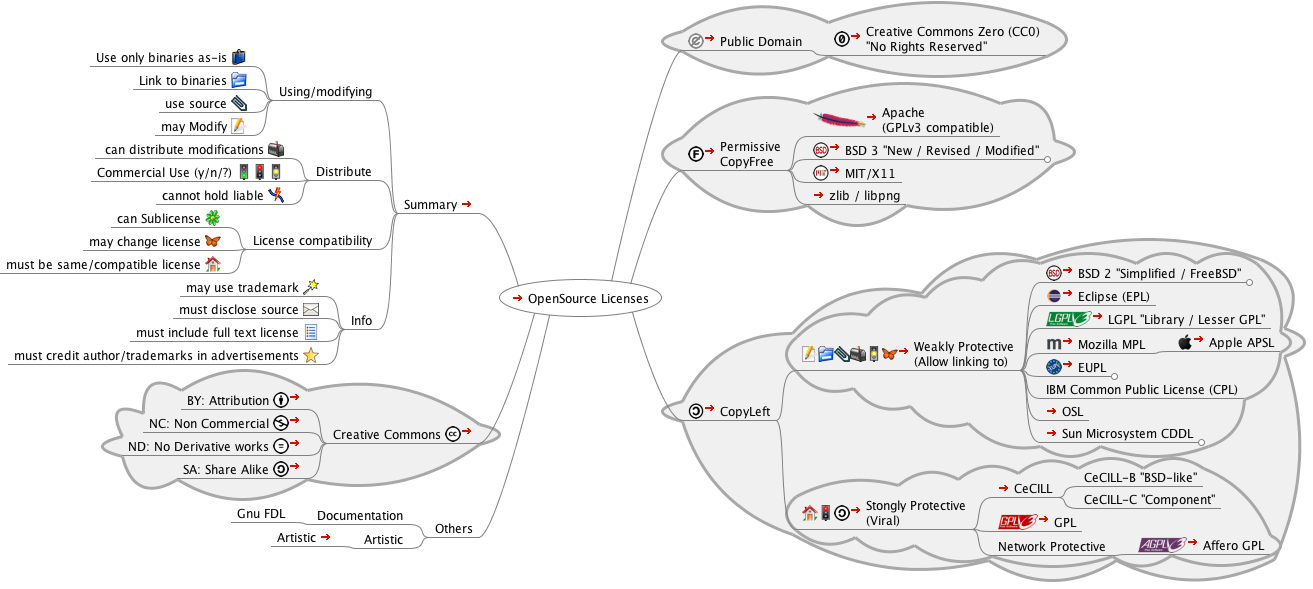 OpenSource Licenses
Public Domain
Creative Commons Zero (CC0)
"No Rights Reserved"
Permissive
CopyFree
Apache
(GPLv3 compatible)
BSD
BSD 3 "New / Revised / Modified"
MIT
MIT/X11
zlib / libpng
CopyLeft
Weakly Protective
(Allow linking to)
BSD
BSD 2 "Simplified / FreeBSD"
Eclipse (EPL)
LGPLV3
LGPL "Library / Lesser GPL"
m
Mozilla MPL
Apple APSL
EUPL
IBM Common Public License (CPL)
OSL
Sun Microsystem CDDL
Stongly Protective
(Viral)
CeCILL
CeCILL-B "BSD-like"
CeCILL-C "Component"
GPLV3
GPL
Network Protective
AGPLV3
Affero GPL
Summary
Using/modifying
Use only binaries as-is
Link to binaries
use source
may Modify
Distribute
can distribute modifications
Commercial Use (y/n/?)
cannot hold liable
License compatibility
can Sublicense
may change license
must be same/compatible license
Info
may use trademark
must disclose source
must include full text license
must credit author/trademarks in advertisements
Creative Commons
cc
BY: Attribution
NC: Non Commercial
ND: No Derivative works
SA: Share Alike
Others
Documentation
Gnu FDL
Artistic
Artistic